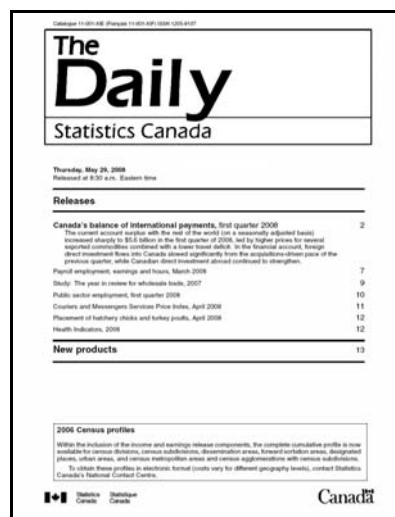 Catalogue 11-001-XIE (Français 11-001-XIF) ISSN 1205-9137
The
Daily
Statistics Canada
Thursday, May 29, 2008
Released at 8:30 a.m. Eastern time
Releases
Canada's balance of international payments, first quarter 2008 2
The current account surplus with the rest of the world (on a seasonally adjusted basis)
increased sharply to $5.6 billion in the first quarter of 2008, led by higher prices for several
exported commodities combined with a lower travel deficit. In the financial account, foreign
direct investment flows into Canada slowed significantly from the acquisitions-driven pace of the
previous quarter, while Canadian direct investment abroad continued to strengthen.
Payroll employment, earnings and hours, March 2008 7
Study: The year in review for wholesale trade, 2007 9
Public sector employment, first quarter 2008 10
Couriers and Messengers Services Price Index, April 2008 11
Placement of hatchery chicks and turkey poults, April 2008 12
Health Indicators, 2008 12
New products 13
2006 Census profiles
Within the inclusion of the income and earnings release components, the complete cumulative profile is now
available for census divisions, census subdivisions, dissemination areas, forward sortation areas, designated
places, urban areas, and census metropolitan areas and census agglomerations with census subdivisions.
To obtain these profiles in electronic format (costs vary for different geography levels), contact Statistics
Canada's National Contact Centre.
Statistics Statistique
Canada Canada
Canada